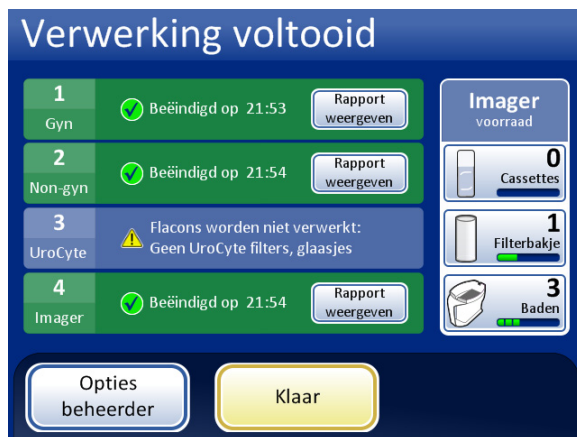 Verwerking voltooid
1
Gyn
Beëindigd op 21:53
Rapport
weergeven
2
Non-gyn
Beëindigd op 21:54
Rapport
weergeven
3
UroCyte
Flacons worden niet verwerkt:
Geen UroCyte filters, glaasjes
4
Imager
Beëindigd op 21:54
Rapport
weergeven
Imager
voorraad
0
Cassettes
1
Filterbakje
3
Baden
Opties
beheerder
Klaar